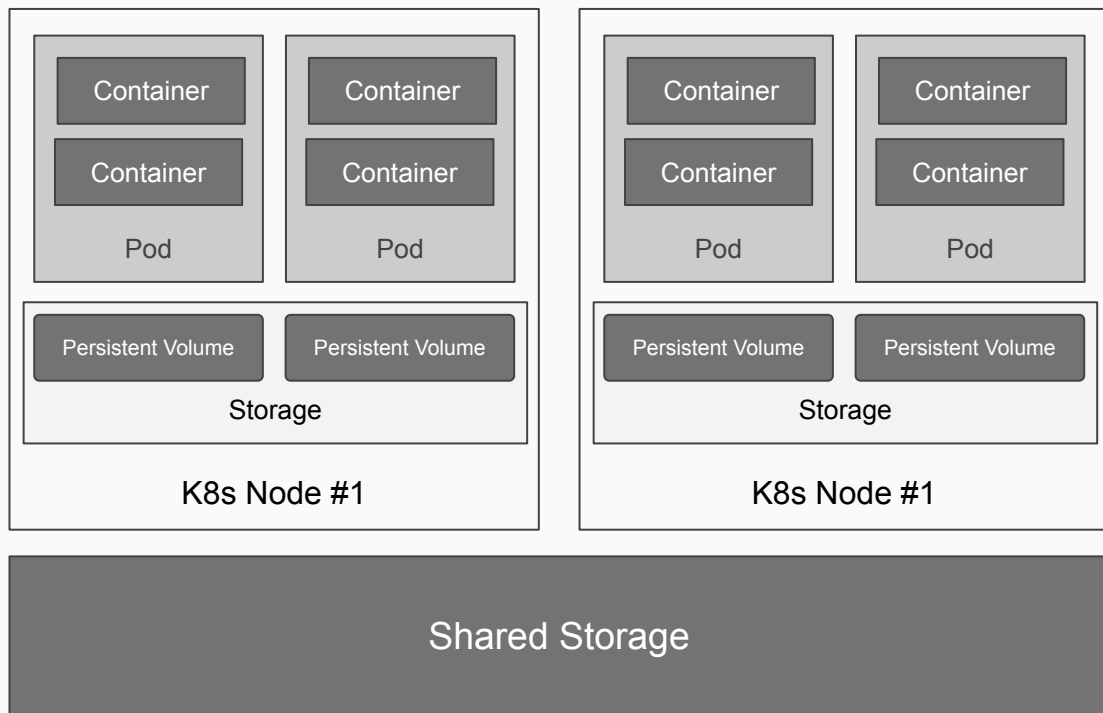 Container
Container
Pod
Container
Container
Pod
Persistent Volume
Persistent Volume
Storage
K8s Node #1
Container
Container
Pod
Container
Container
Pod
Persistent Volume
Persistent Volume
Storage
K8s Node #1
Shared Storage